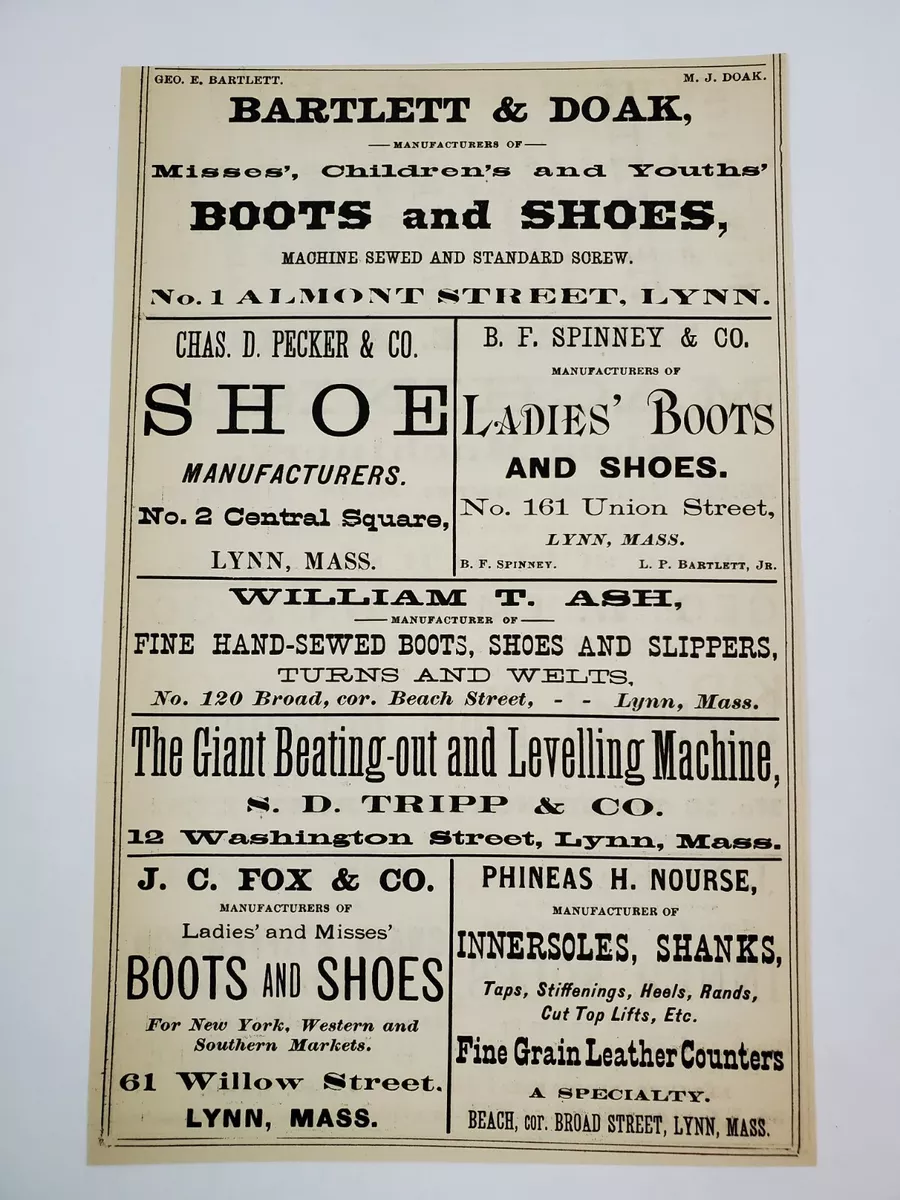 GEO. E. BARTLETT. M. J. DOAK.
BARTLETT & DOAK,
MANUFACTURERS OF
Misses', Children's and Youths'
BOOTS and SHOES,
MACHINE SEWED AND STANDARD SCREW.
No. 1 ALMONT STREET, LYNN.
CHAS. D. PECKER & CO.
SHOE
MANUFACTURERS.
No. 2 Central Square,
LYNN, MASS.
B. F. SPINNEY & CO.
MANUFACTURERS OF
LADIES' BOOTS
AND SHOES.
No. 161 Union Street,
LYNN, MASS.
B. F. SPINNEY. L. P. BARTLETT, JR.
WILLIAM T. ASH,
MANUFACTURER OF
FINE HAND-SEWED BOOTS, SHOES AND SLIPPERS,
TURNS AND WELTS,
No. 120 Broad, cor. Beach Street, - - Lynn, Mass.
The Giant Beating-out and Levelling Machine,
S. D. TRIPP & CO.
12 Washington Street, Lynn, Mass.
J. C. FOX & CO.
MANUFACTURERS OF
Ladies' and Misses'
BOOTS AND SHOES
For New York, Western and
Southern Markets.
61 Willow Street.
LYNN, MASS.
PHINEAS H. NOURSE,
MANUFACTURER OF
INNERSOLES, SHANKS,
Taps, Stiffenings, Heels, Rands,
Cut Top Lifts, Etc.
Fine Grain Leather Counters
A SPECIALTY.
BEACH, cor. BROAD STREET, LYNN, MASS.